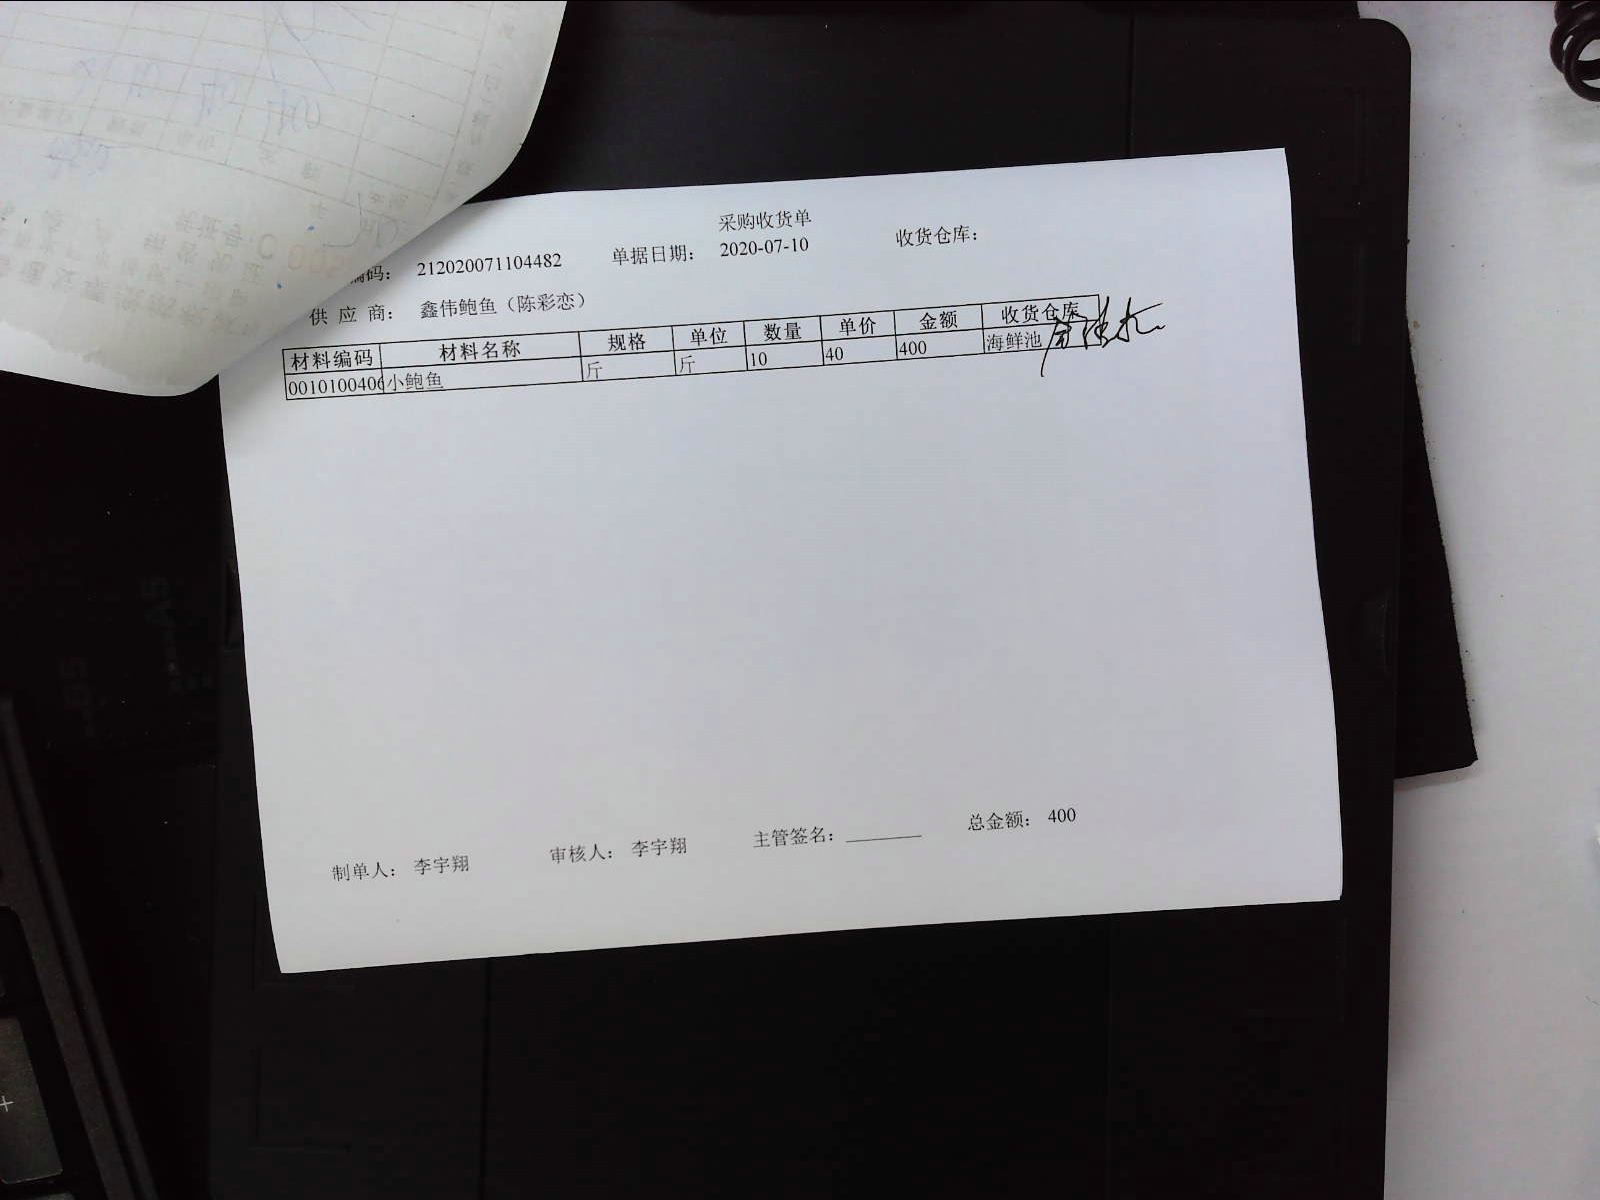 采购收货单
编码： 212020071104482 单据日期： 2020-07-10 收货仓库：
供 应 商： 鑫伟鲍鱼（陈彩恋）
材料编码 材料名称 规格 单位 数量 单价 金额 收货仓库
0010100406 小鲍鱼 斤 斤 10 40 400 海鲜池
制单人： 李宇翔 审核人： 李宇翔 主管签名：________ 总金额： 400